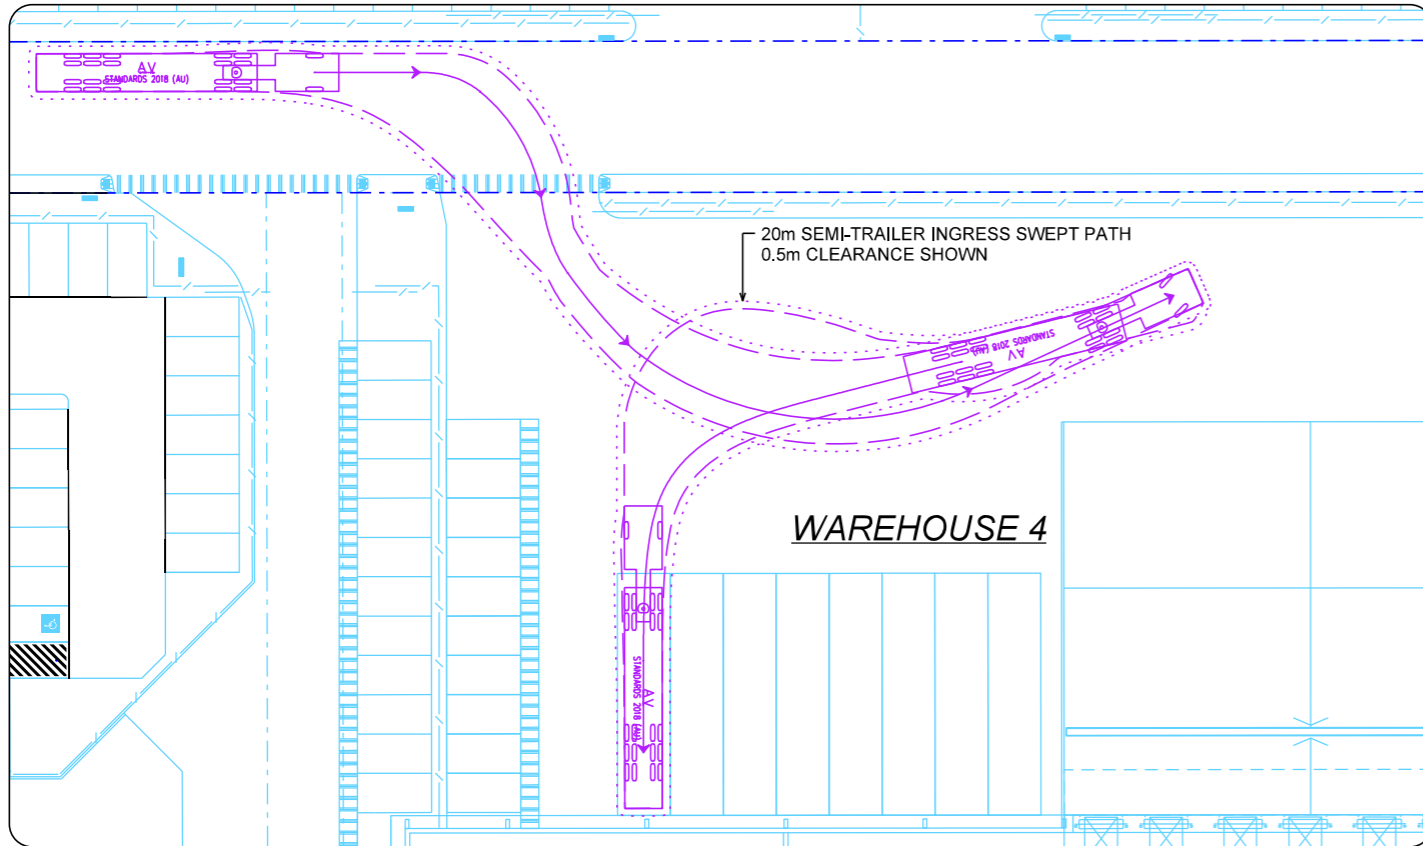 AV
STANDARDS 2018 (AU)
20m SEMI-TRAILER INGRESS SWEPT PATH
0.5m CLEARANCE SHOWN
AV
STANDARDS 2018 (AU)
WAREHOUSE 4
AV
STANDARDS 2018 (AU)